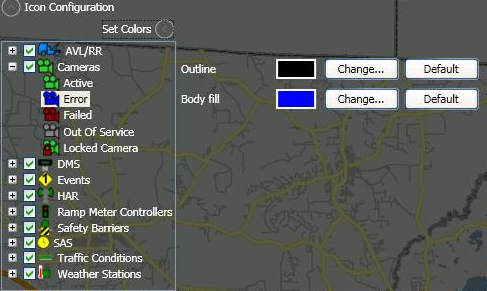 Icon Configuration
Set Colors
AVL/RR
Cameras
Active
Error
Failed
Out Of Service
Locked Camera
DMS
Events
HAR
Ramp Meter Controllers
Safety Barriers
SAS
Traffic Conditions
Weather Stations
Outline Change... Default
Body fill Change... Default